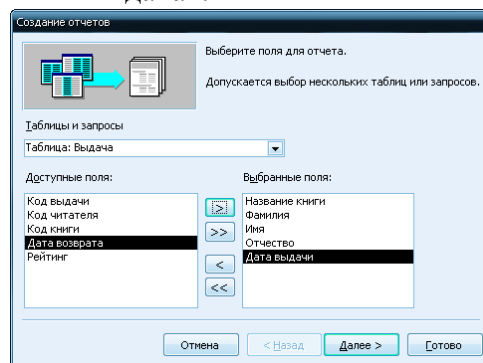 Создание отчетов
Выберите поля для отчета.
Допускается выбор нескольких таблиц или запросов.
Таблицы и запросы
Таблица: Выдача
Доступные поля:
Выбранные поля:
Код выдачи
Код читателя
Код книги
Дата возврата
Рейтинг
>
>>
<
<<
Название книги
Фамилия
Имя
Отчество
Дата выдачи
Отмена
< Назад
Далее >
Готово